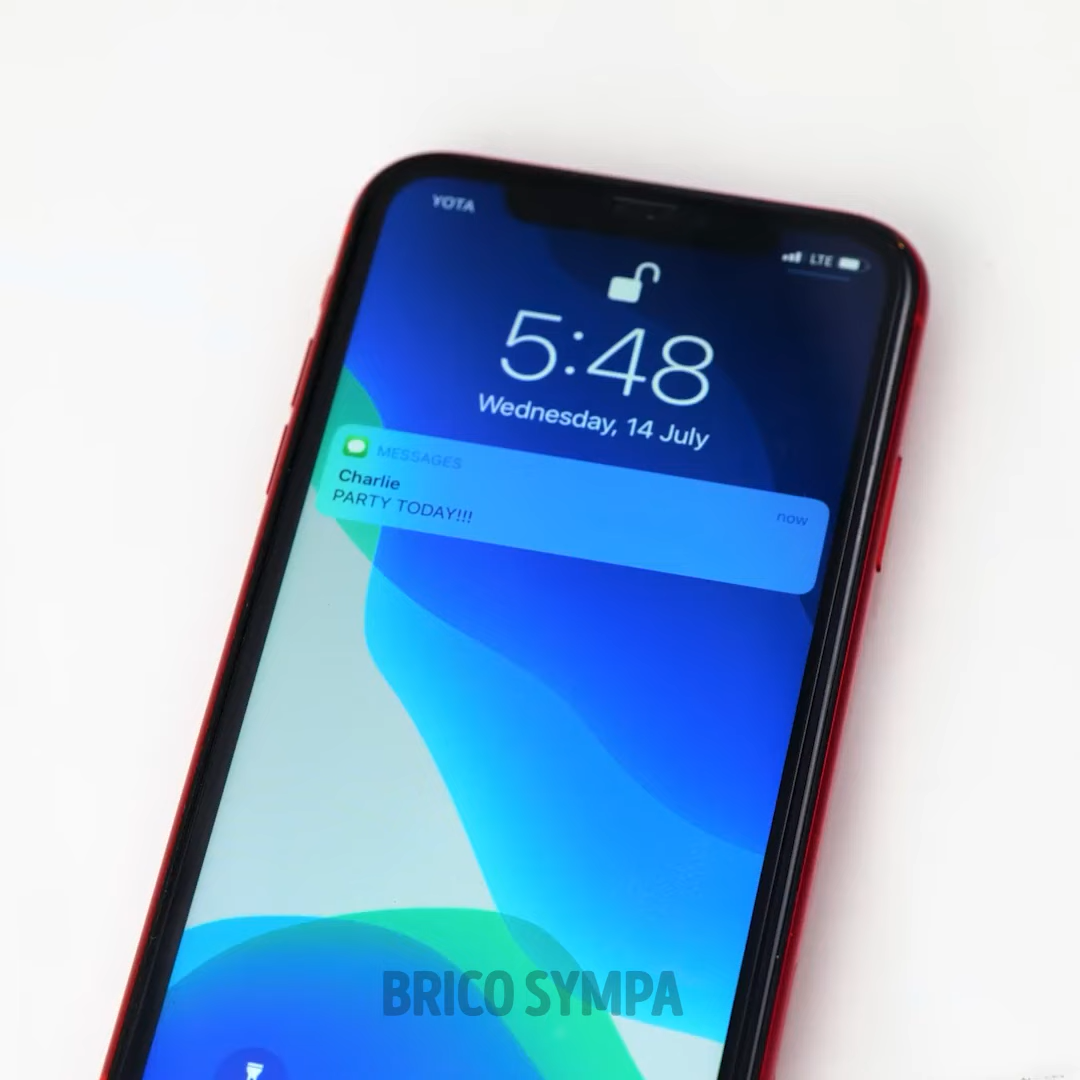 YOTA
LTE
5:48
Wednesday, 14 July
MESSAGES
Charlie
now
PARTY TODAY!!!
BRICO SYMPA